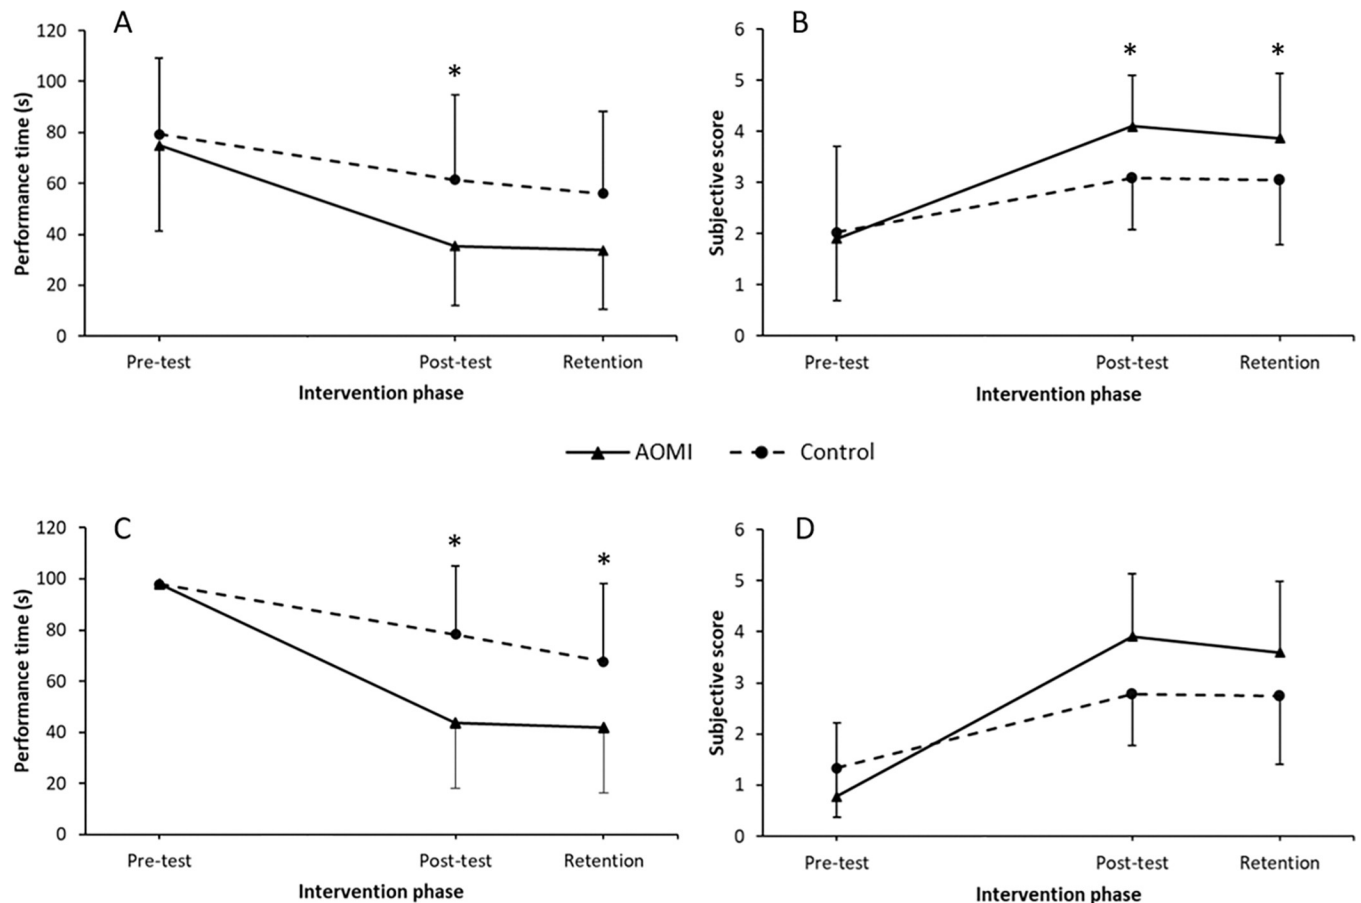 A
120
100
80
60
40
20
0
Performance time (s)
*
Pre-test
Post-test
Retention
Intervention phase
B
6
5
4
3
2
1
0
Subjective score
*
*
Pre-test
Post-test
Retention
Intervention phase
AOMI
Control
C
120
100
80
60
40
20
0
Performance time (s)
*
*
Pre-test
Post-test
Retention
Intervention phase
D
6
5
4
3
2
1
0
Subjective score
Pre-test
Post-test
Retention
Intervention phase